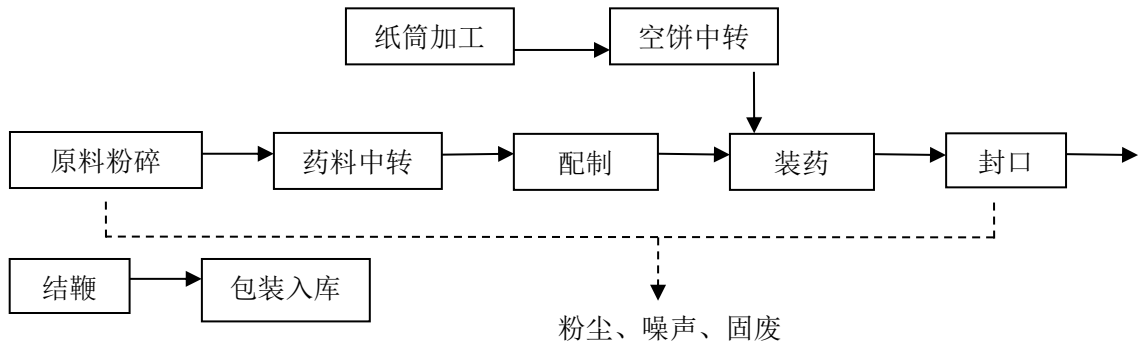 纸筒加工 空饼中转
原料粉碎 药料中转 配制 装药 封口
结鞭 包装入库
粉尘、噪声、固废